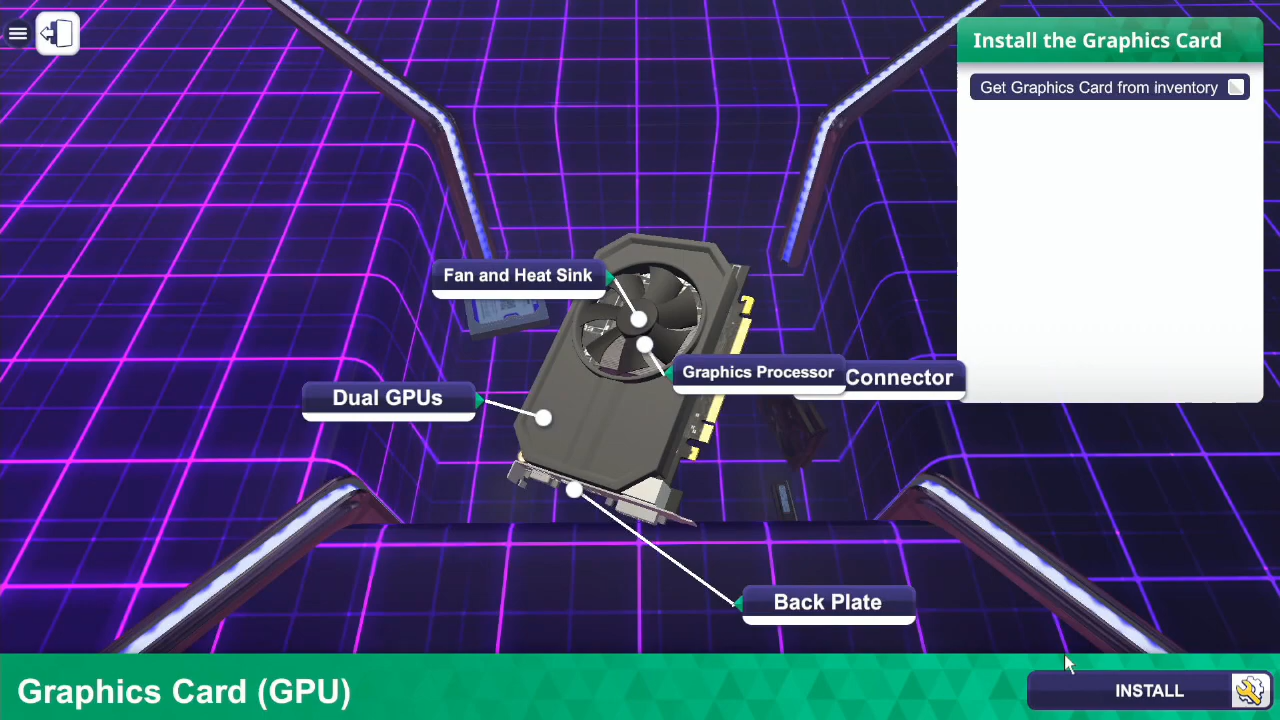 Install the Graphics Card
Get Graphics Card from inventory
Fan and Heat Sink
Graphics Processor
Connector
Dual GPUs
Back Plate
Graphics Card (GPU)
INSTALL